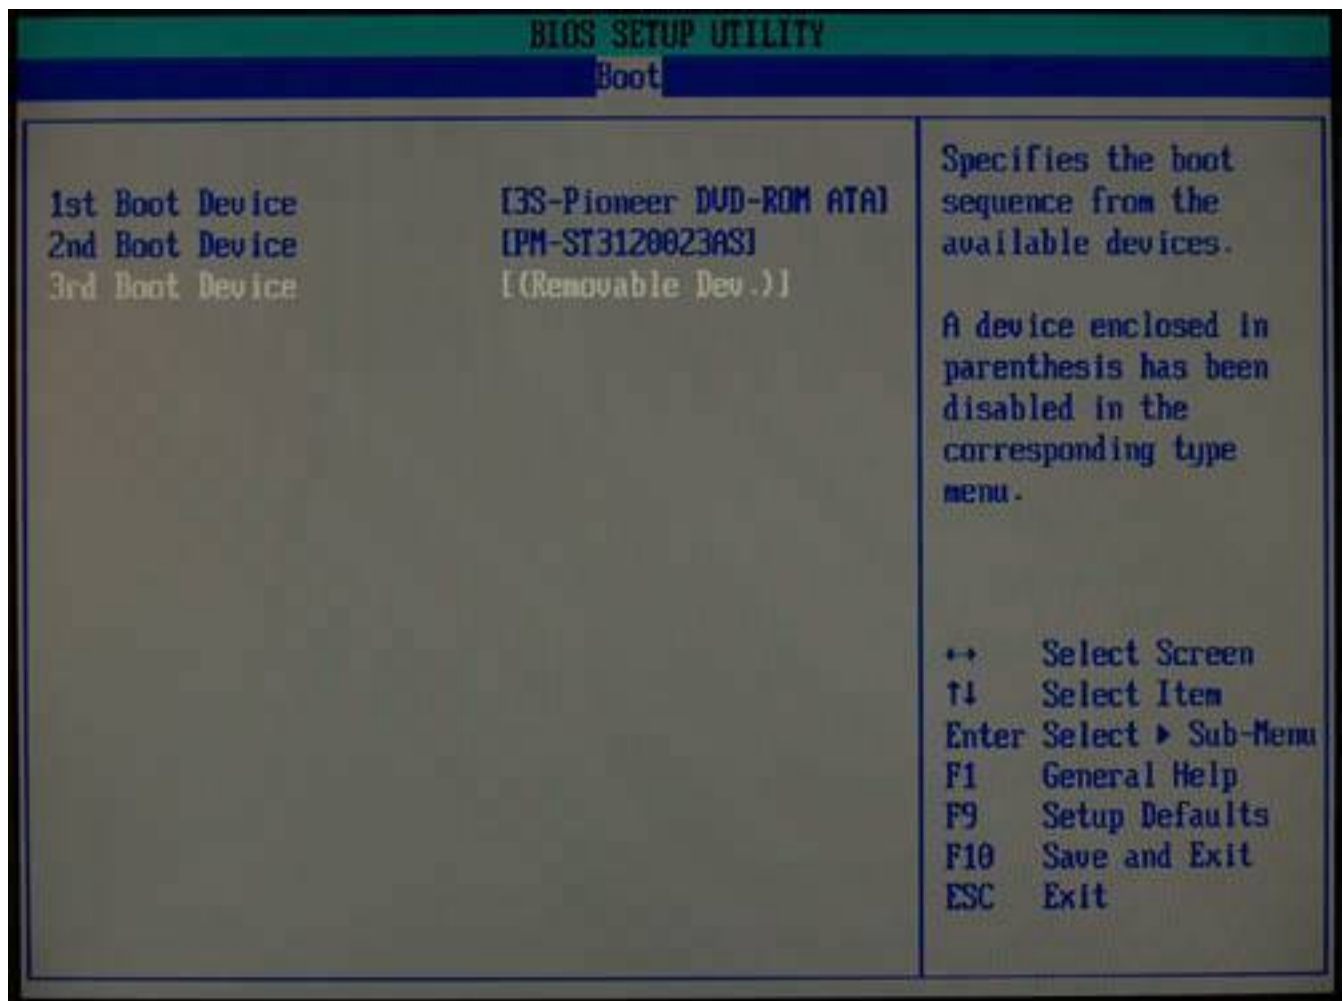 BIOS SETUP UTILITY
Boot
1st Boot Device [3S-Pioneer DVD-ROM ATA]
2nd Boot Device [PM-ST3120023AS]
3rd Boot Device [(Removable Dev.)]
Specifies the boot
sequence from the
available devices.
A device enclosed in
parenthesis has been
disabled in the
corresponding type
menu.
↔ Select Screen
↑↓ Select Item
Enter Select ▶ Sub-Menu
F1 General Help
F9 Setup Defaults
F10 Save and Exit
ESC Exit